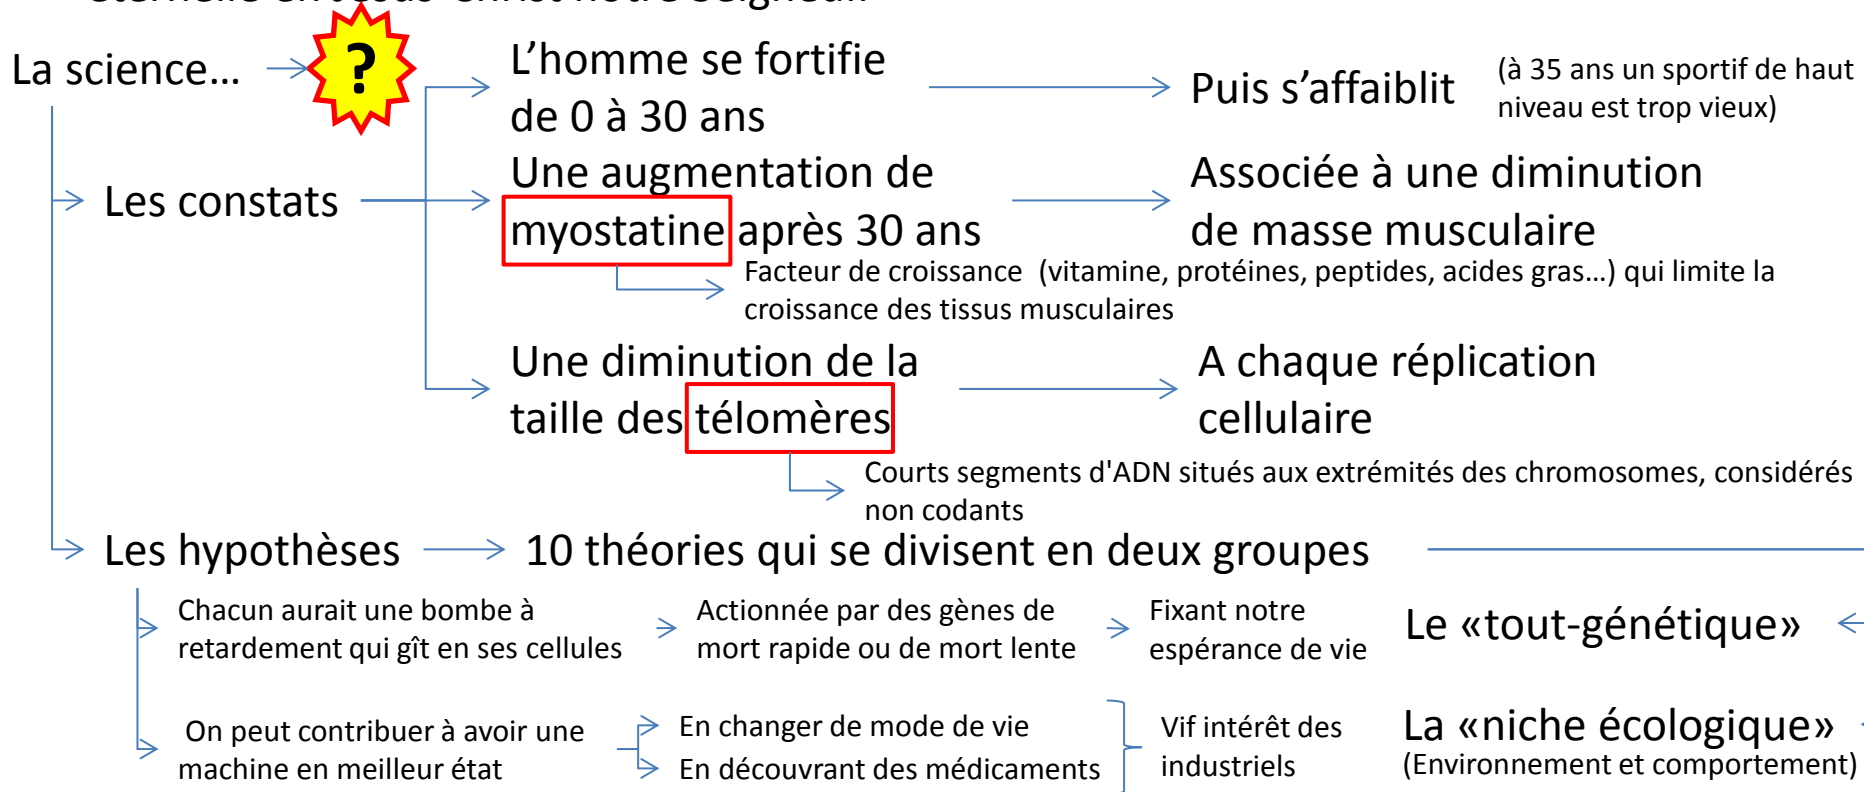 éternelle en Jésus-Christ notre Seigneur.
La science…
?
L’homme se fortifie
de 0 à 30 ans
Puis s’affaiblit
(à 35 ans un sportif de haut
niveau est trop vieux)
Les constats
Une augmentation de
myostatine après 30 ans
Associée à une diminution
de masse musculaire
Facteur de croissance (vitamine, protéines, peptides, acides gras…) qui limite la
croissance des tissus musculaires
Une diminution de la
taille des télomères
A chaque réplication
cellulaire
Courts segments d'ADN situés aux extrémités des chromosomes, considérés
non codants
Les hypothèses
10 théories qui se divisent en deux groupes
Chacun aurait une bombe à
retardement qui gît en ses cellules
Actionnée par des gènes de
mort rapide ou de mort lente
Fixant notre
espérance de vie
Le «tout-génétique»
On peut contribuer à avoir une
machine en meilleur état
En changer de mode de vie
En découvrant des médicaments
Vif intérêt des
industriels
La «niche écologique»
(Environnement et comportement)